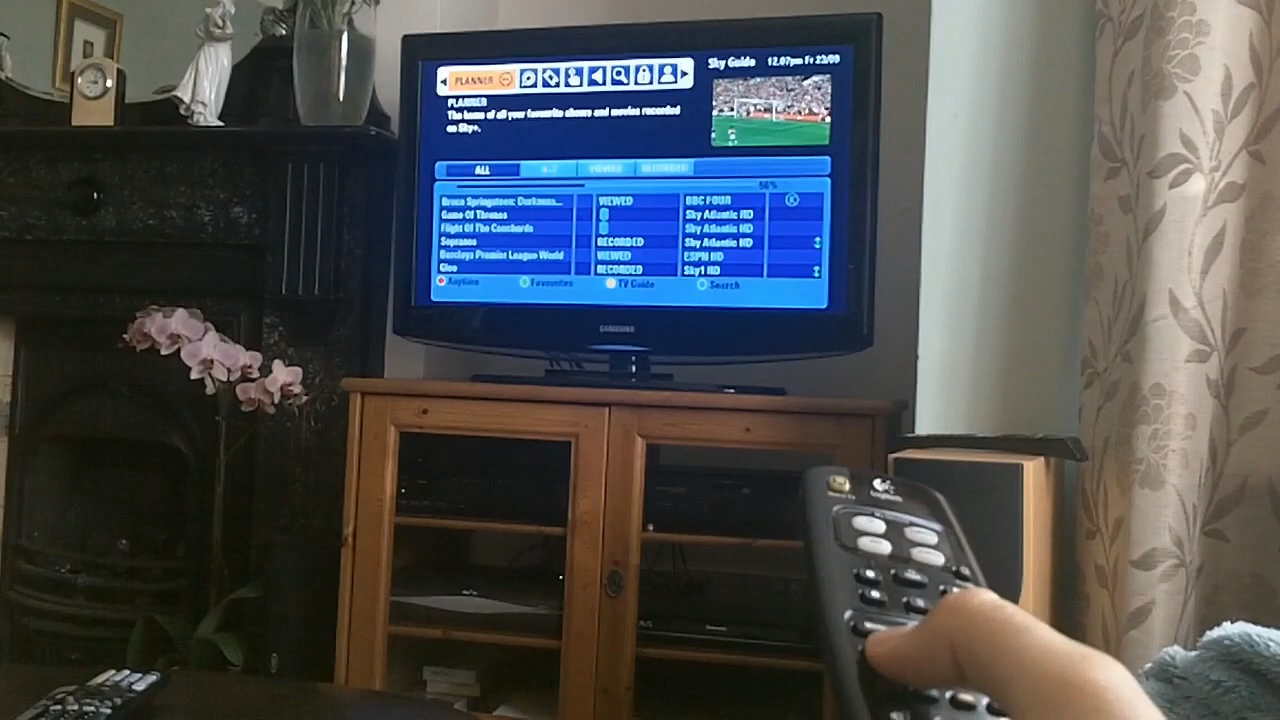 PLANNER
Sky Guide 12.07pm Fr 23/09
PLANNER
The home of all your favourite shows and movies recorded
on Sky+.
ALL A-Z VIEWED RECORDED
56%
Bruce Springsteen: Darkness... VIEWED BBC FOUR K
Game Of Thrones Sky Atlantic HD
Flight Of The Conchords Sky Atlantic HD
Sopranos RECORDED Sky Atlantic HD
Barclays Premier League World VIEWED ESPN HD
Glee RECORDED Sky1 HD
Anytime Favourites TV Guide Search
SAMSUNG
Logitech